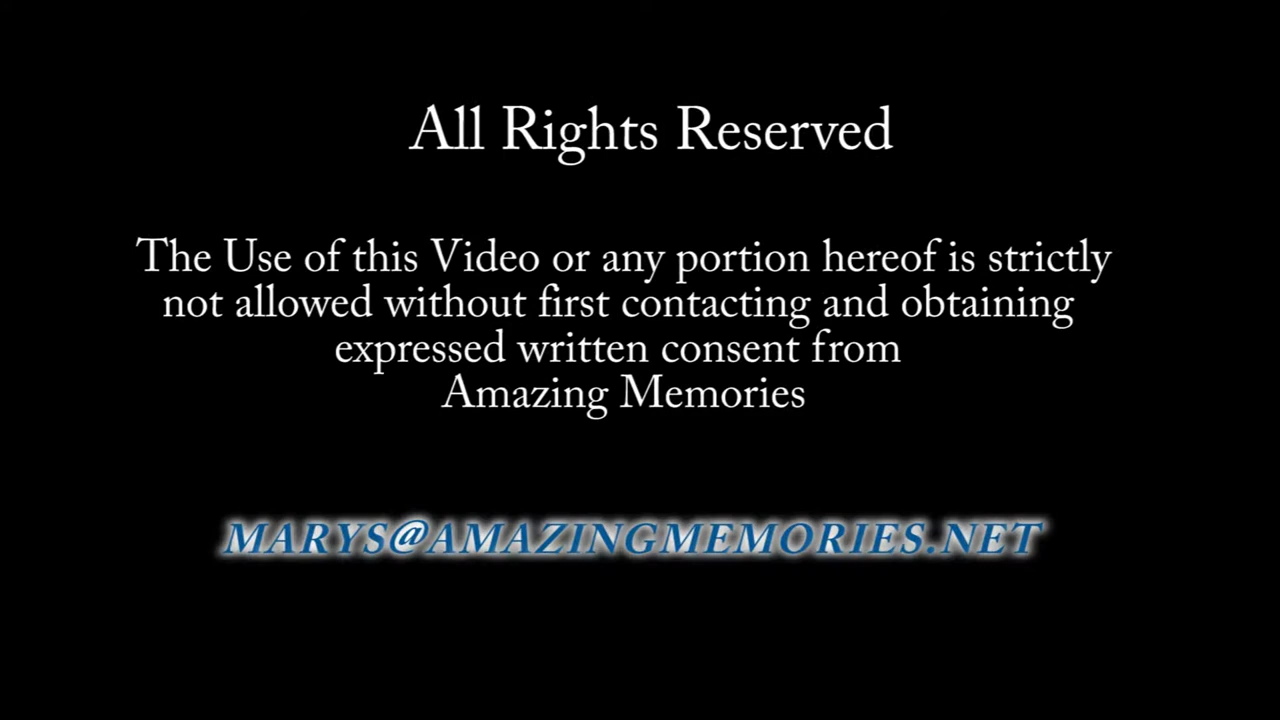 All Rights Reserved
The Use of this Video or any portion hereof is strictly
not allowed without first contacting and obtaining
expressed written consent from
Amazing Memories
MARYS@AMAZINGMEMORIES.NET